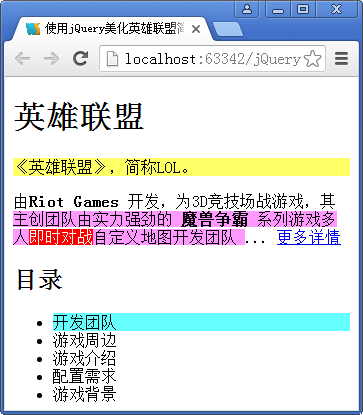 使用jQuery美化英雄联盟
localhost:63342/jQuery
英雄联盟
《英雄联盟》，简称LOL。
由Riot Games 开发，为3D竞技场战游戏，其
主创团队由实力强劲的 魔兽争霸 系列游戏多
人即时对战自定义地图开发团队 ... 更多详情
目录
开发团队
游戏周边
游戏介绍
配置需求
游戏背景